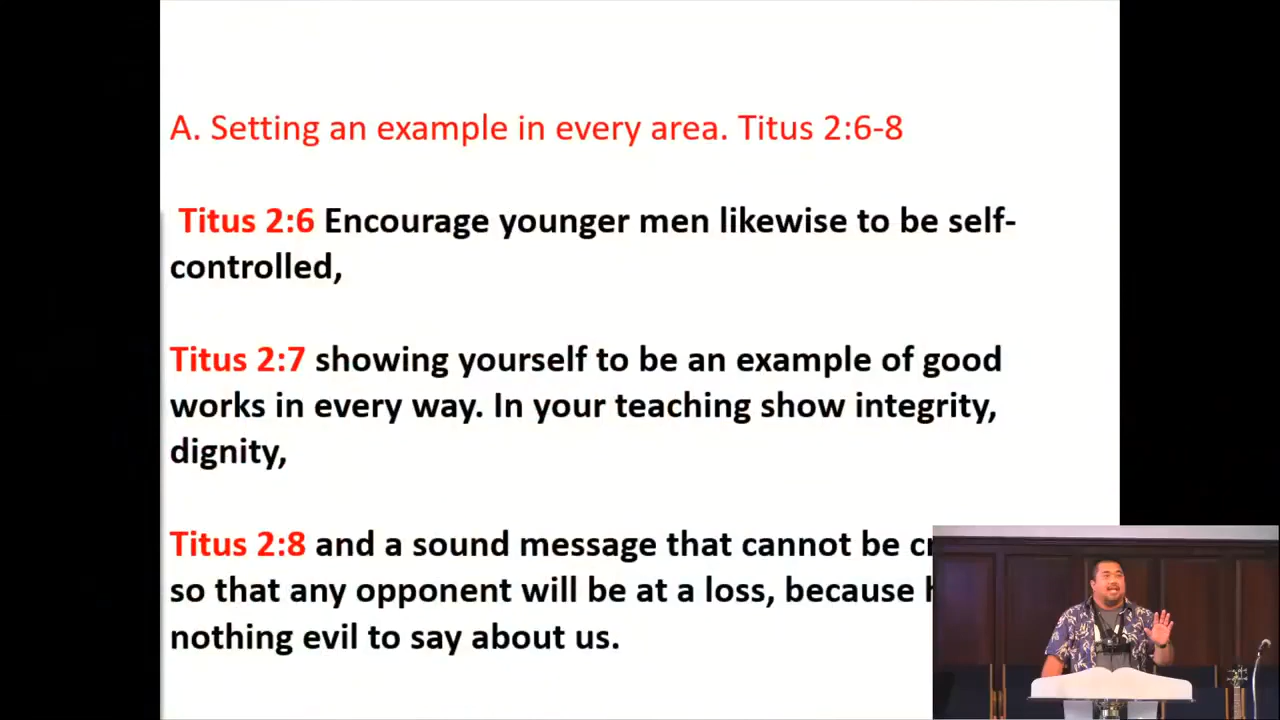 A. Setting an example in every area. Titus 2:6-8
Titus 2:6 Encourage younger men likewise to be self-
controlled,
Titus 2:7 showing yourself to be an example of good
works in every way. In your teaching show integrity,
dignity,
Titus 2:8 and a sound message that cannot be
so that any opponent will be at a loss, because
nothing evil to say about us.